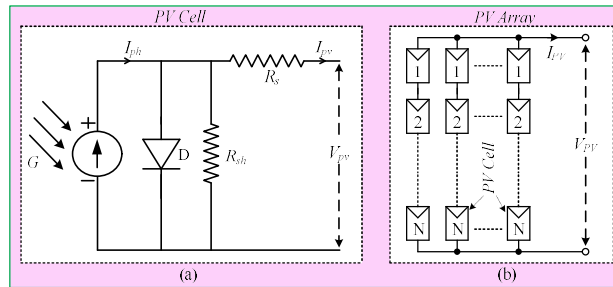 PV Cell
I_ph
I_pv
R_s
+
G
D
R_sh
−
V_pv
(a)
PV Array
I_PV
1 1 1
2 2 2
V_PV
PV Cell
N N N
(b)